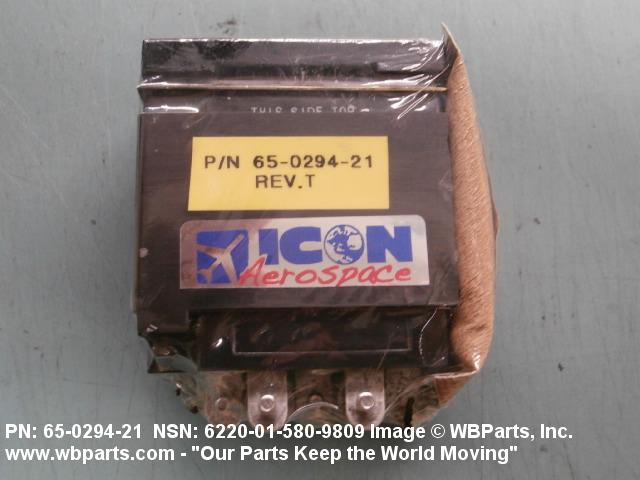 THIS SIDE TOP
P/N 65-0294-21
REV.T
ICON
Aerospace
PN: 65-0294-21 NSN: 6220-01-580-9809 Image © WBParts, Inc.
www.wbparts.com - "Our Parts Keep the World Moving"